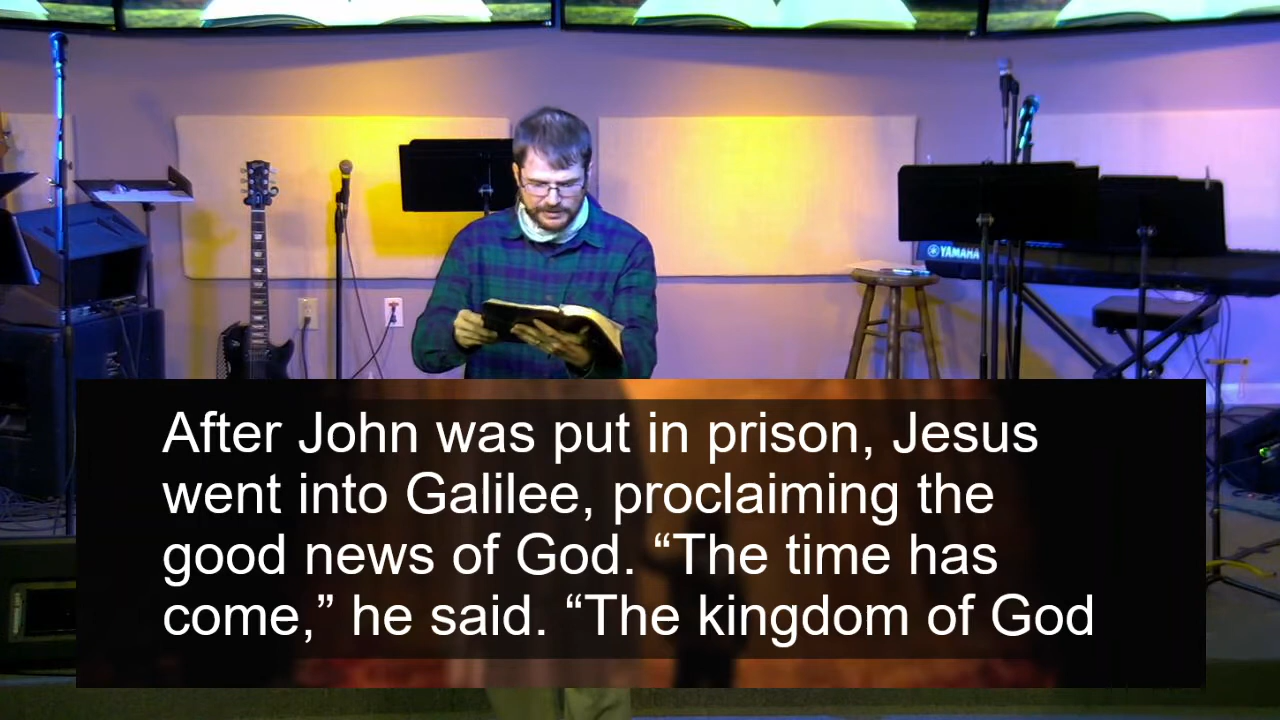 YAMAHA
After John was put in prison, Jesus
went into Galilee, proclaiming the
good news of God. “The time has
come,” he said. “The kingdom of God